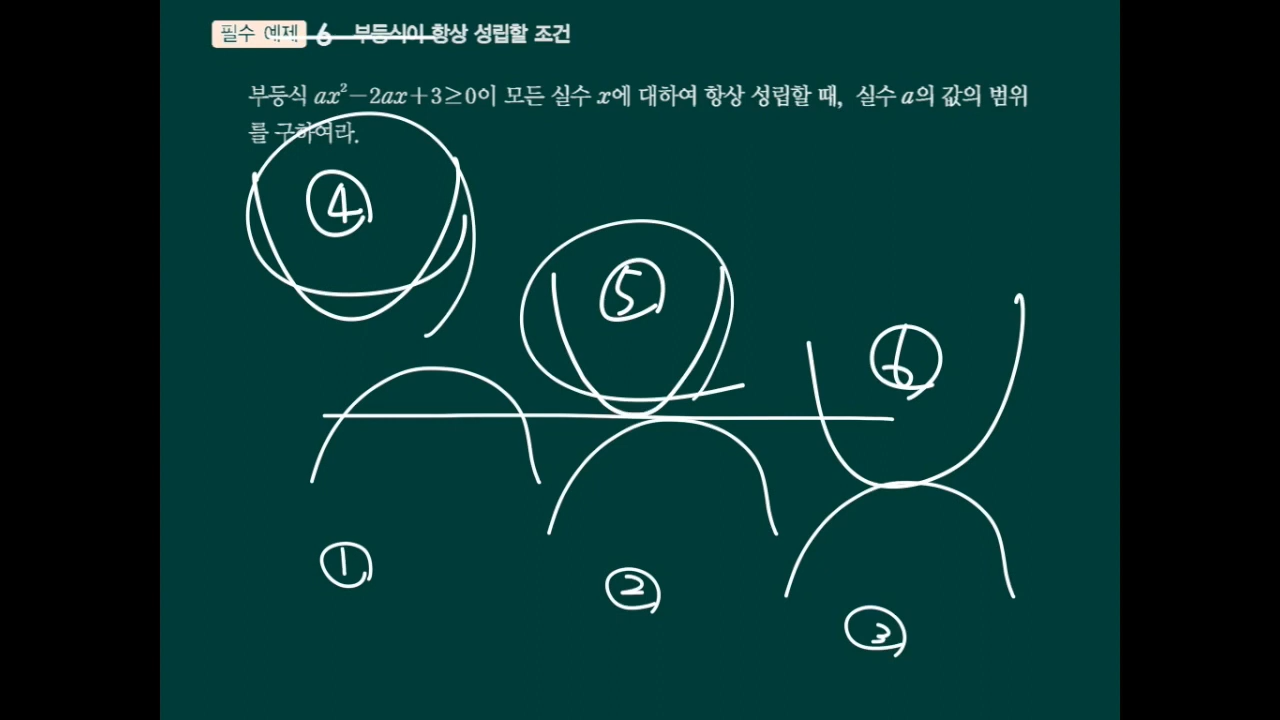 필수 예제 6 부등식이 항상 성립할 조건
부등식 ax²-2ax+3≥0이 모든 실수 x에 대하여 항상 성립할 때, 실수 a의 값의 범위
를 구하여라.
④
⑤
⑥
①
②
③